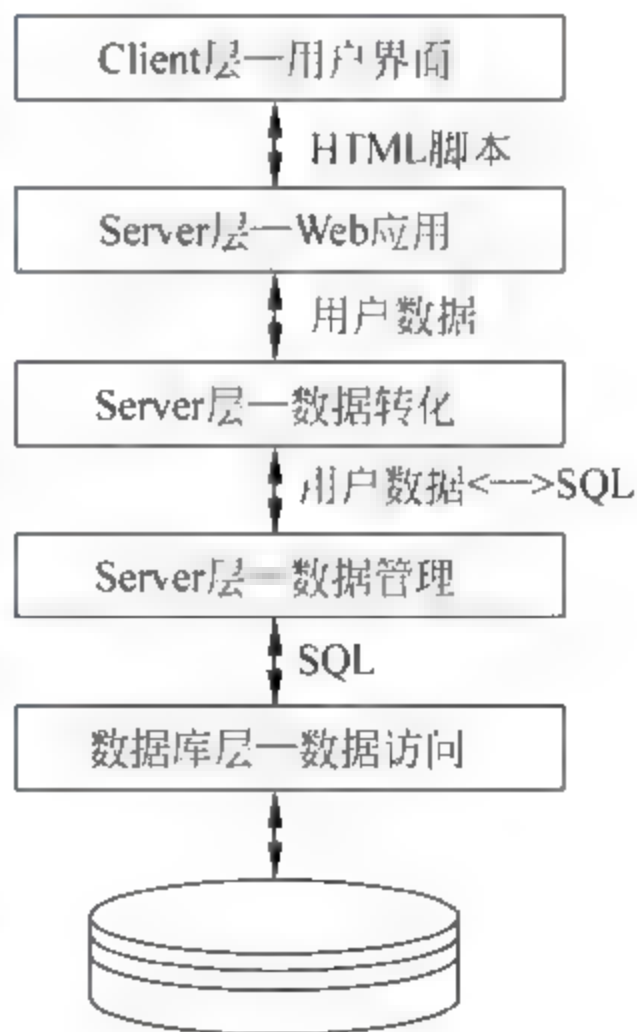 Client层—用户界面
HTML脚本
Server层—Web应用
用户数据
Server层—数据转化
用户数据<—>SQL
Server层—数据管理
SQL
数据库层—数据访问